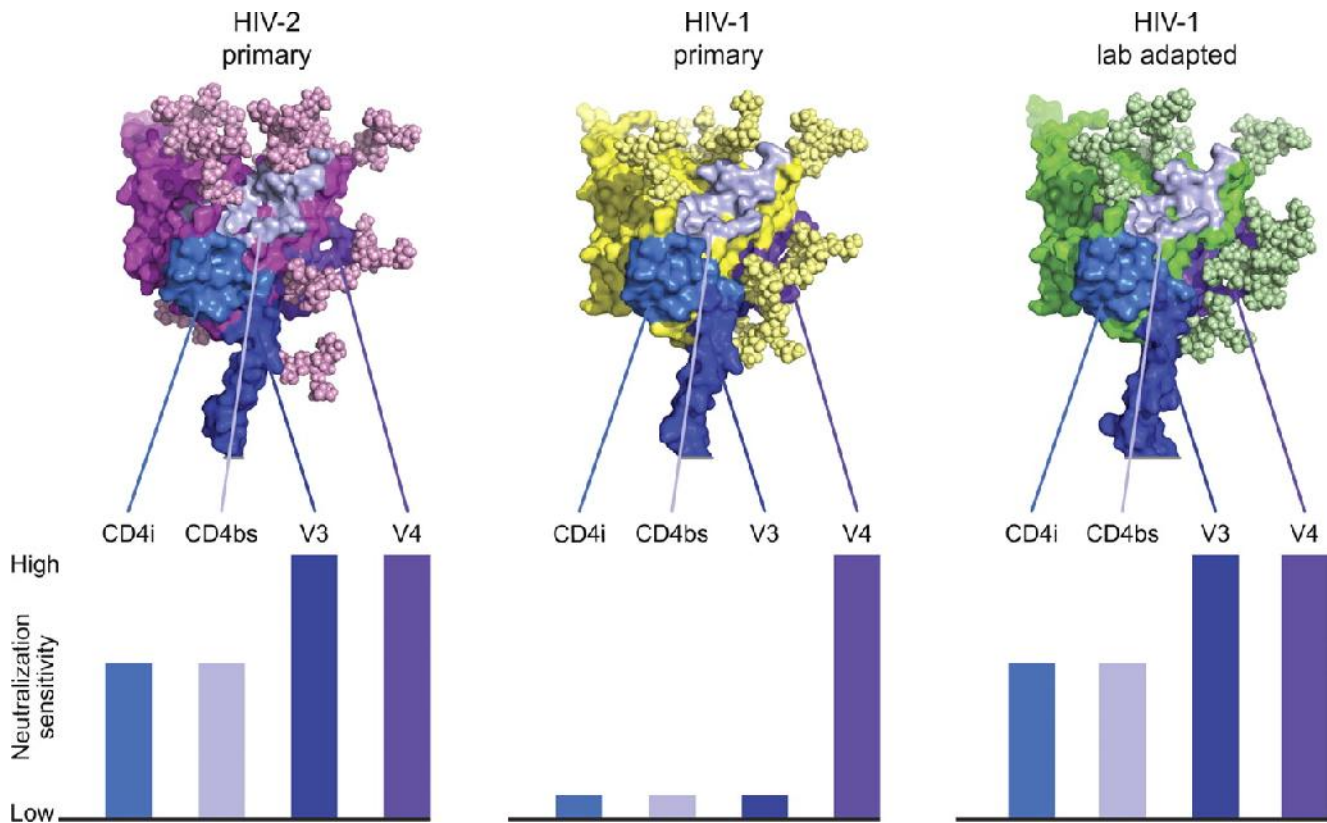 HIV-2
primary
HIV-1
primary
HIV-1
lab adapted
CD4i CD4bs V3 V4
CD4i CD4bs V3 V4
CD4i CD4bs V3 V4
High
Neutralization
sensitivity
Low